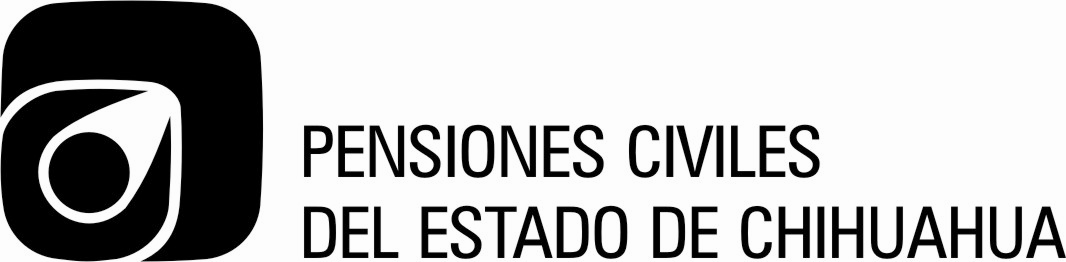 PENSIONES CIVILES
DEL ESTADO DE CHIHUAHUA